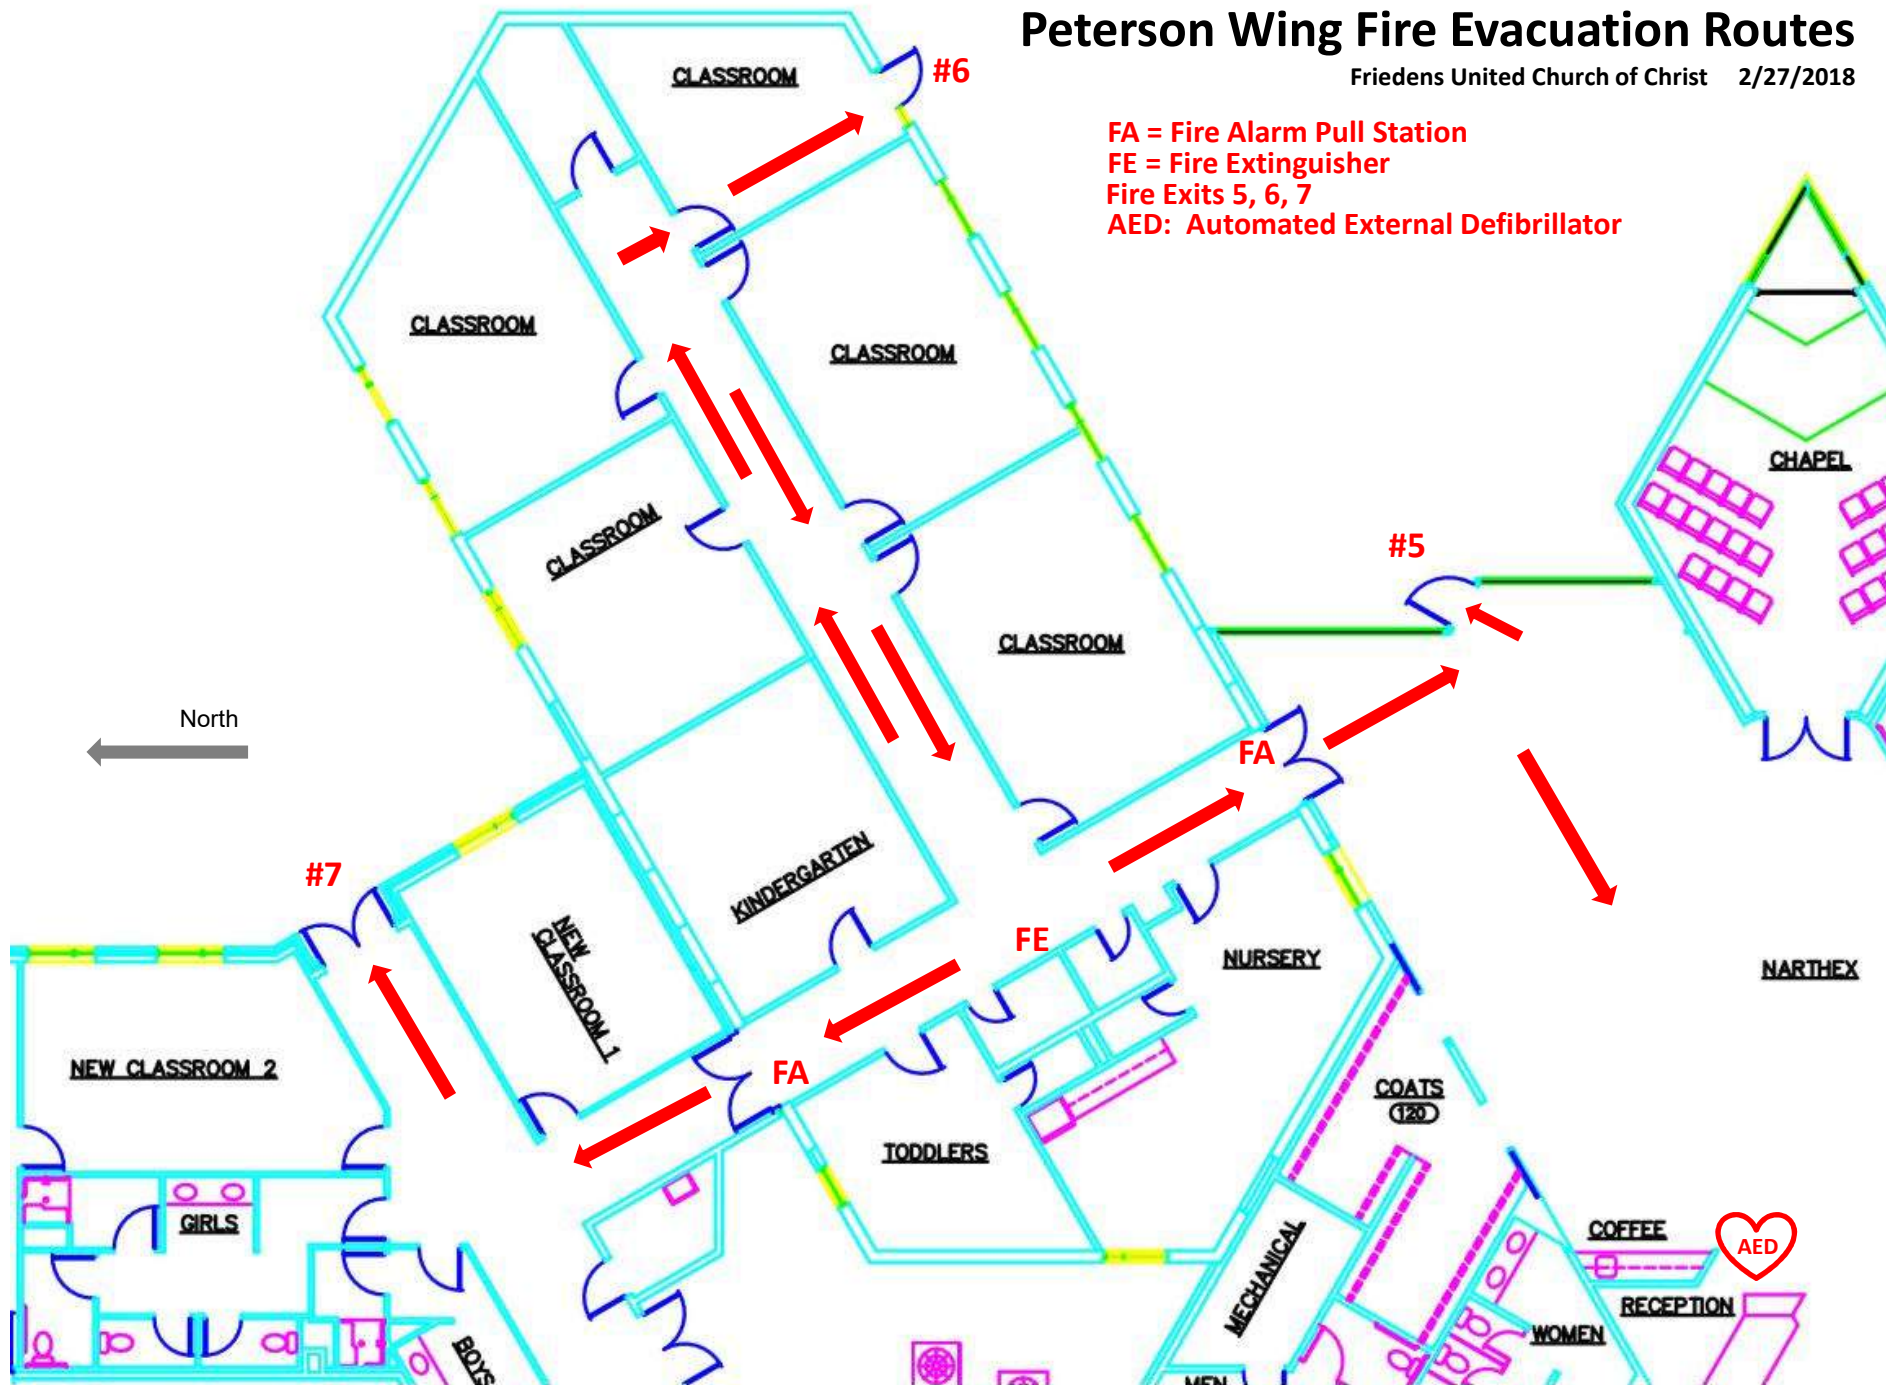 Peterson Wing Fire Evacuation Routes
Friedens United Church of Christ 2/27/2018
FA = Fire Alarm Pull Station
FE = Fire Extinguisher
Fire Exits 5, 6, 7
AED: Automated External Defibrillator
CLASSROOM
#6
CLASSROOM
CLASSROOM
CHAPEL
CLASSROOM
#5
CLASSROOM
North
FA
#7
KINDERGARTEN
NEW
CLASSROOM 1
FE
NURSERY
NARTHEX
NEW CLASSROOM 2
FA
COATS
120
TODDLERS
GIRLS
MECHANICAL
COFFEE
AED
RECEPTION
WOMEN
BOYS
MEN